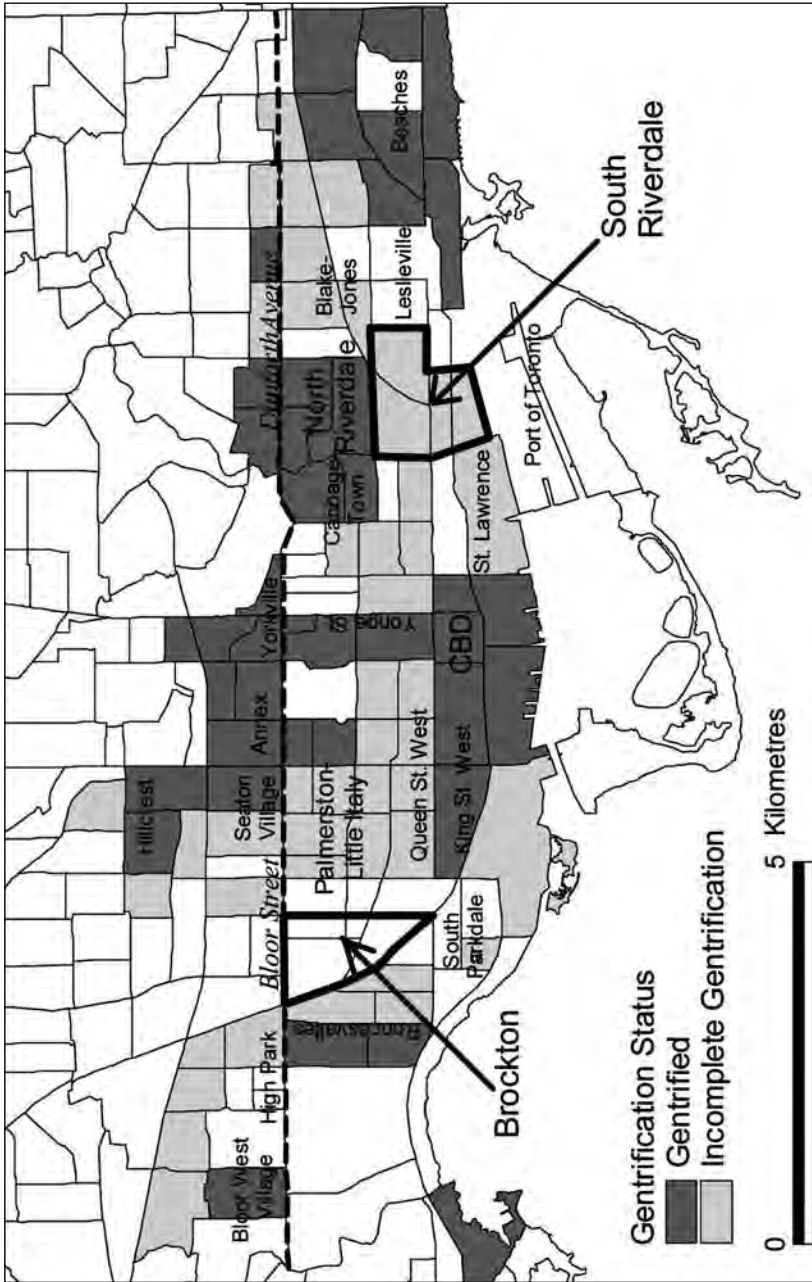 Beaches
Danforth Avenue
Blake-
Jones
Leslieville
South
Riverdale
North
Riverdale
Cabbage
Town
Port of Toronto
St. Lawrence
Yorkville
Yonge St
CBD
Annex
Queen St. West
King St. West
Hillcrest
Seaton
Village
Palmerston-
Little Italy
Bloor Street
South
Parkdale
Roncesvalles
High Park
Brockton
Bloor West
Village
Gentrification Status
Gentrified
Incomplete Gentrification
0
5 Kilometres